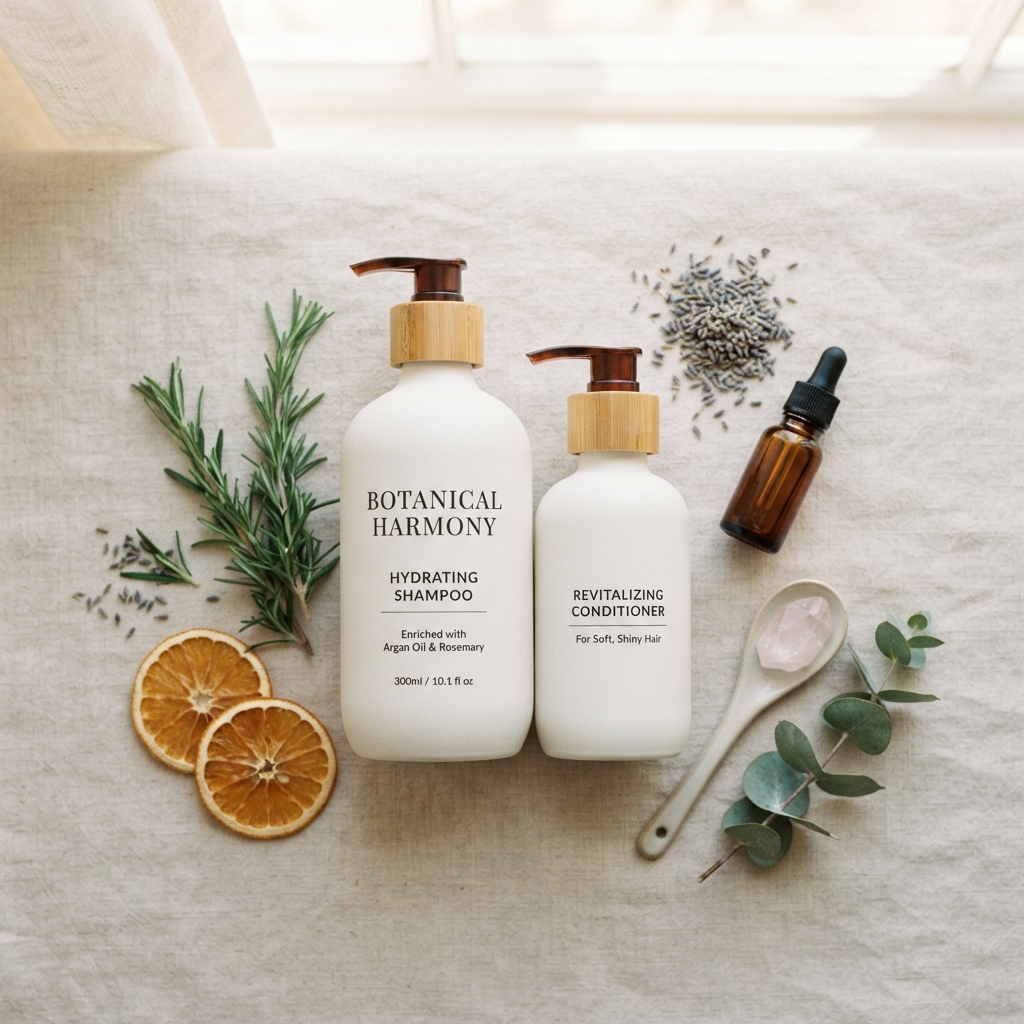 BOTANICAL
HARMONY
HYDRATING
SHAMPOO
Enriched with
Argan Oil & Rosemary
300ml / 10.1 fl oz
REVITALIZING
CONDITIONER
For Soft, Shiny Hair